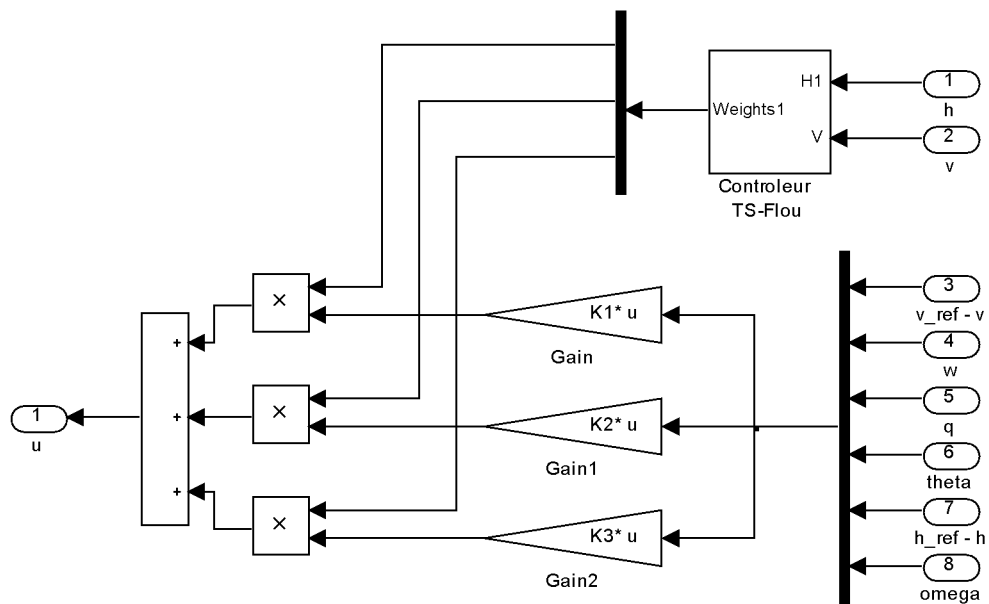 1
h
2
v
H1
V
Weights1
Controleur
TS-Flou
3
v_ref - v
4
w
5
q
6
theta
7
h_ref - h
8
omega
K1* u
Gain
K2* u
Gain1
K3* u
Gain2
×
×
×
+
+
+
1
u